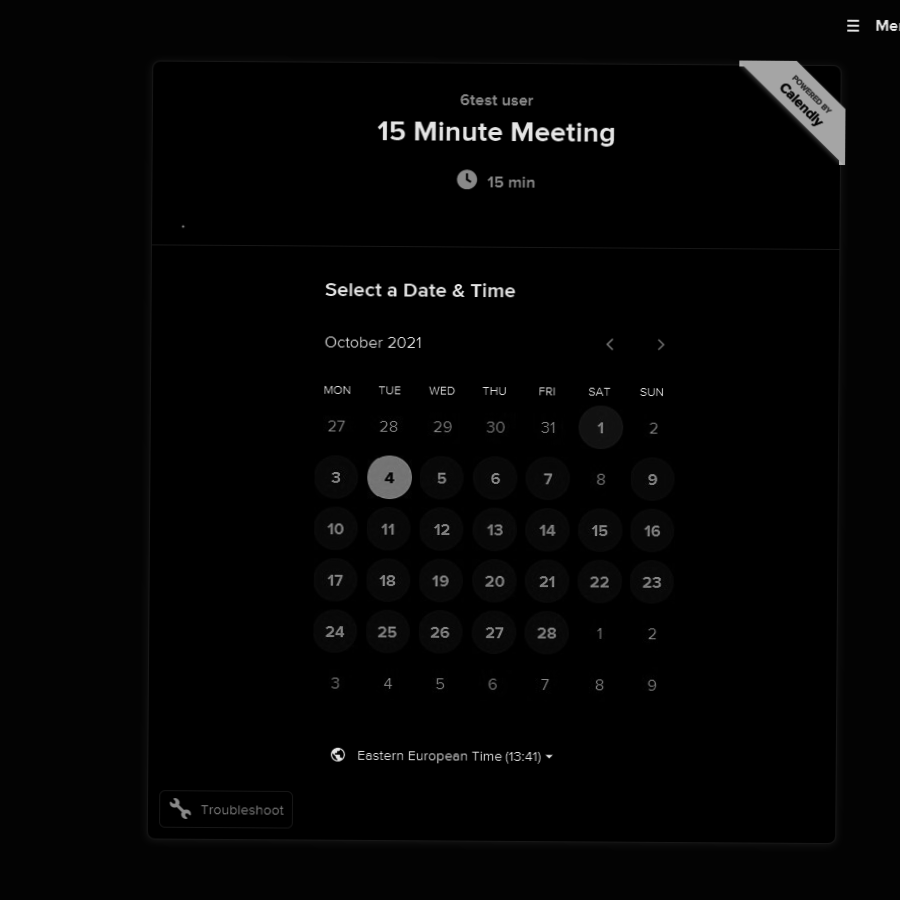 Me
POWERED BY
Calendly
6test user
15 Minute Meeting
15 min
Select a Date & Time
October 2021
MON TUE WED THU FRI SAT SUN
27 28 29 30 31 1 2
3 4 5 6 7 8 9
10 11 12 13 14 15 16
17 18 19 20 21 22 23
24 25 26 27 28 1 2
3 4 5 6 7 8 9
Eastern European Time (13:41)
Troubleshoot